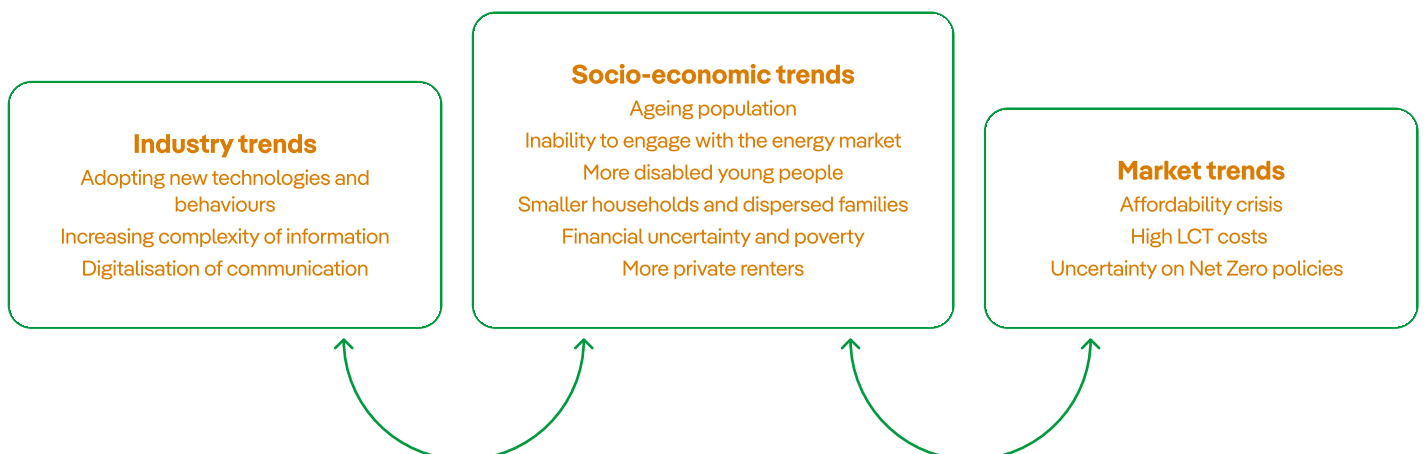 Industry trends
Adopting new technologies and
behaviours
Increasing complexity of information
Digitalisation of communication
Socio-economic trends
Ageing population
Inability to engage with the energy market
More disabled young people
Smaller households and dispersed families
Financial uncertainty and poverty
More private renters
Market trends
Affordability crisis
High LCT costs
Uncertainty on Net Zero policies